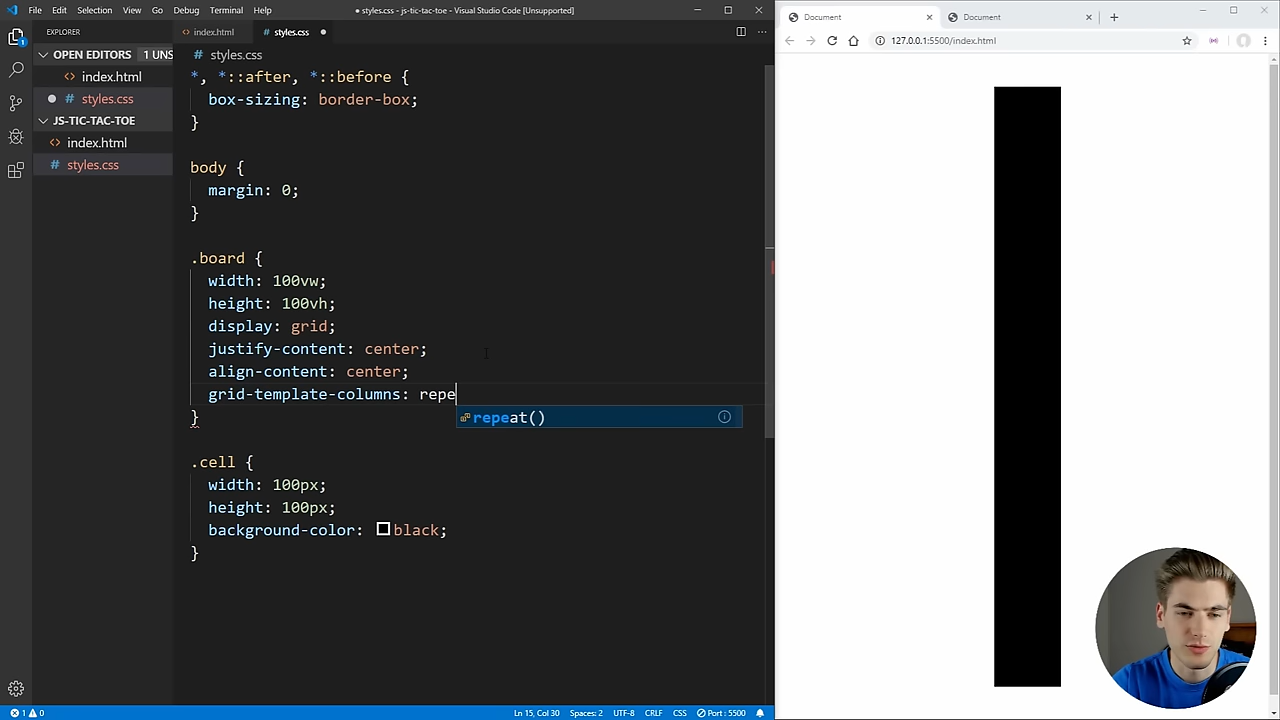 File Edit Selection View Go Debug Terminal Help
● styles.css - js-tic-tac-toe - Visual Studio Code [Unsupported]
EXPLORER
OPEN EDITORS 1 UNS
<> index.html
# styles.css
JS-TIC-TAC-TOE
<> index.html
# styles.css
1
<> index.html
# styles.css
# styles.css
*, *::after, *::before {
box-sizing: border-box;
}
body {
margin: 0;
}
.board {
width: 100vw;
height: 100vh;
display: grid;
justify-content: center;
align-content: center;
grid-template-columns: repe
repeat()
}
.cell {
width: 100px;
height: 100px;
background-color: black;
}
1 0
Ln 15, Col 30 Spaces: 2 UTF-8 CRLF CSS Port : 5500
Document
Document
127.0.0.1:5500/index.html